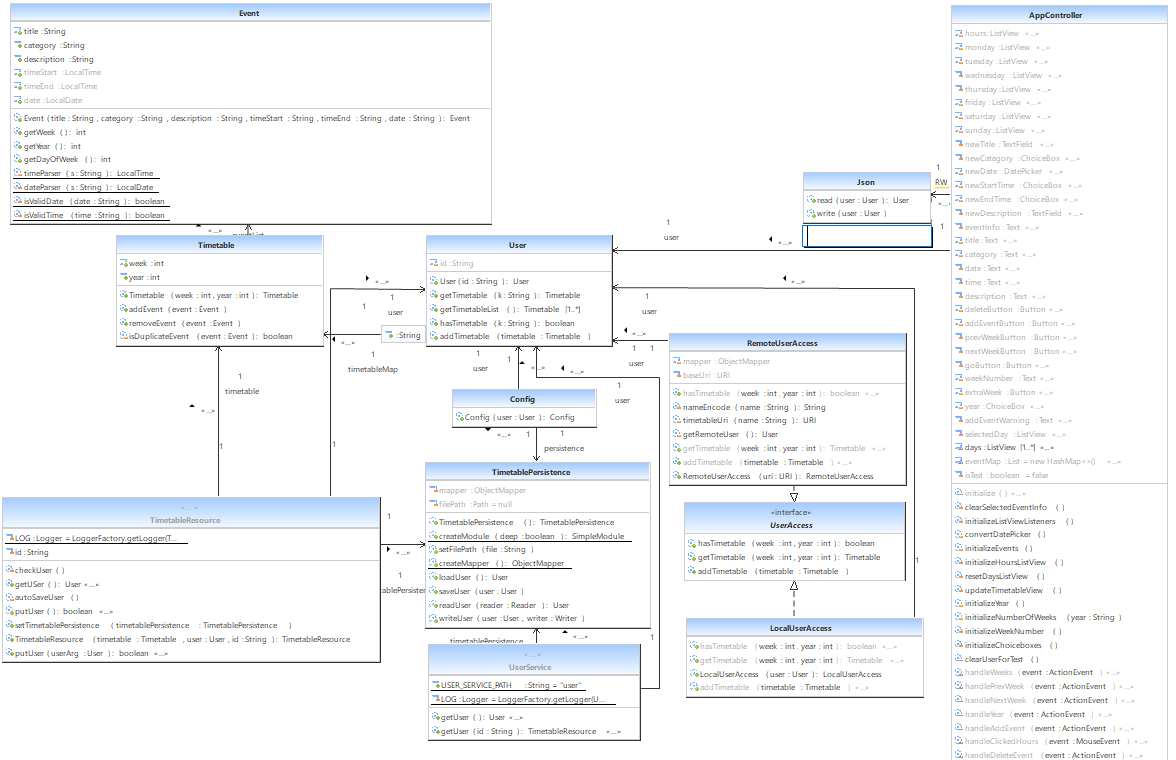 Event
title : String
category : String
description : String
timeStart : LocalTime
timeEnd : LocalTime
date : LocalDate
Event (title : String , category : String , description : String , timeStart : String , timeEnd : String , date : String ) : Event
getWeek ( ) : int
getYear ( ) : int
getDayOfWeek ( ) : int
timeParser ( s : String ) : LocalTime
dateParser ( s : String ) : LocalDate
isValidDate (date : String ) : boolean
isValidTime (time : String ) : boolean
«...»
Timetable
week : int
year : int
Timetable (week : int , year : int ) : Timetable
addEvent (event : Event )
removeEvent (event : Event )
isDuplicateEvent (event : Event ) : boolean
«...»
1
1
user
: String
«...»
1
timetableMap
User
id : String
User ( id : String ) : User
getTimetable ( k : String ) : Timetable
getTimetableList ( ) : Timetable [1..*]
hasTimetable ( k : String ) : boolean
addTimetable (timetable : Timetable )
1
user
«...»
«...»
1
user
«...»
1
1
user
Json
read (user : User ) : User
write (user : User )
1
RW
«...»
1
1
user
1
«...»
«...»
1
user
Config
Config (user : User ) : Config
«...»
1
1
persistence
TimetablePersistence
mapper : ObjectMapper
filePath : Path = null
TimetablePersistence ( ) : TimetablePersistence
createModule ( deep : boolean ) : SimpleModule
setFilePath (file : String )
createMapper ( ) : ObjectMapper
loadUser ( ) : User
saveUser (user : User )
readUser (reader : Reader ) : User
writeUser (user : User , writer : Writer )
timetablePersistence
«...»
1
«...»
UserService
USER_SERVICE_PATH : String = "user"
LOG : Logger = LoggerFactory.getLogger(U...
getUser ( ) : User «...»
getUser (id : String ) : TimetableResource «...»
1
timetable
«...»
1
1
«...»
TimetableResource
LOG : Logger = LoggerFactory.getLogger(T...
id : String
checkUser ( )
getUSer ( ) : User «...»
autoSaveUser ( )
putUser ( ) : boolean «...»
setTimetablePersistence (timetablePersistence : TimetablePersistence )
TimetableResource (timetable : Timetable , user : User , id : String ) : TimetableResource
putUser (userArg : User ) : boolean «...»
1
«...»
1
RemoteUserAccess
mapper : ObjectMapper
baseUri : URI
hasTimetable (week : int , year : int ) : boolean «...»
nameEncode ( name : String ) : String
timetableUri (name : String ) : URI
getRemoteUser ( ) : User
getTimetable (week : int , year : int ) : Timetable «...»
addTimetable (timetable : Timetable ) «...»
RemoteUserAccess (uri : URI ) : RemoteUserAccess
«interface»
UserAccess
hasTimetable (week : int , year : int ) : boolean
getTimetable (week : int , year : int ) : Timetable
addTimetable (timetable : Timetable )
1
LocalUserAccess
hasTimetable (week : int , year : int ) : boolean «...»
getTimetable (week : int , year : int ) : Timetable «...»
LocalUserAccess (user : User ) : LocalUserAccess
addTimetable (timetable : Timetable ) «...»
AppController
hours : ListView «...»
monday : ListView «...»
tuesday : ListView «...»
wednesday : ListView «...»
thursday : ListView «...»
friday : ListView «...»
saturday : ListView «...»
sunday : ListView «...»
newTitle : TextField «...»
newCategory : ChoiceBox «...»
newDate : DatePicker «...»
newStartTime : ChoiceBox «...»
newEndTime : ChoiceBox «...»
newDescription : TextField «...»
eventInfo : Text «...»
title : Text «...»
category : Text «...»
date : Text «...»
time : Text «...»
description : Text «...»
deleteButton : Button «...»
addEventButton : Button «...»
prevWeekButton : Button «...»
nextWeekButton : Button «...»
goButton : Button «...»
weekNumber : Text «...»
extraWeek : Button «...»
year : ChoiceBox «...»
addEventWarning : Text «...»
selectedDay : ListView «...»
days : ListView [1..*] «...»
eventMap : List = new HashMap<>() «...»
isTest : boolean = false
initialize ( ) «...»
clearSelectedEventInfo ( )
initializeListViewListeners ( )
convertDatePicker ( )
initializeEvents ( )
initializeHoursListView ( )
resetDaysListView ( )
updateTimetableView ( )
initializeYear ( )
initializeNumberOfWeeks (year : String )
initializeWeekNumber ( )
initializeChoiceboxes ( )
clearUserForTest ( )
handleWeeks (event : ActionEvent ) «...»
handlePrevWeek (event : ActionEvent ) «...»
handleNextWeek (event : ActionEvent ) «...»
handleYear (event : ActionEvent ) «...»
handleAddEvent (event : ActionEvent ) «...»
handleClickedHours (event : MouseEvent ) «...»
handleDeleteEvent (event : ActionEvent ) «...»